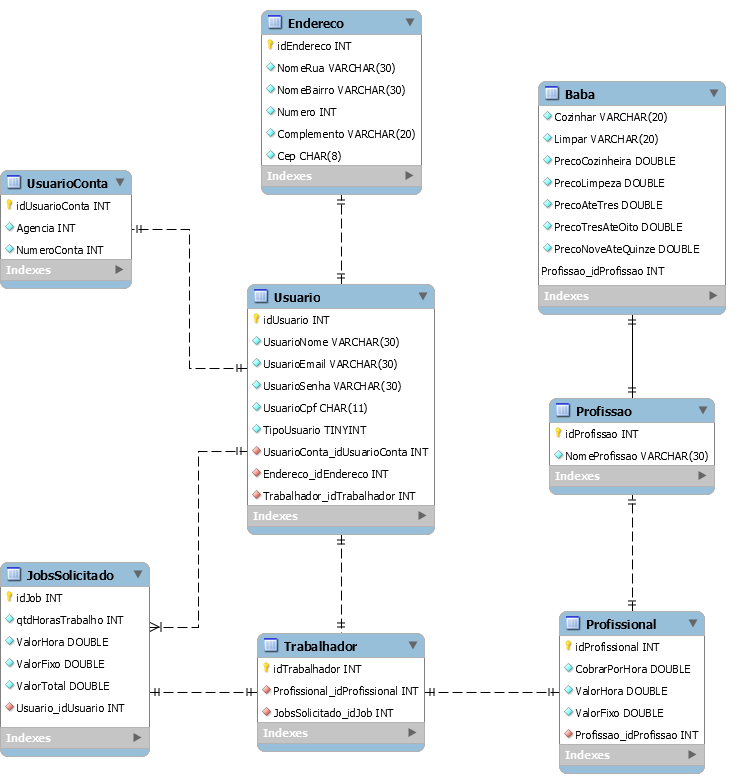 Endereco
idEndereco INT
NomeRua VARCHAR(30)
NomeBairro VARCHAR(30)
Numero INT
Complemento VARCHAR(20)
Cep CHAR(8)
Indexes
Baba
Cozinhar VARCHAR(20)
Limpar VARCHAR(20)
PrecoCozinheira DOUBLE
PrecoLimpeza DOUBLE
PrecoAteTres DOUBLE
PrecoTresAteOito DOUBLE
PrecoNoveAteQuinze DOUBLE
Profissao_idProfissao INT
Indexes
UsuarioConta
idUsuarioConta INT
Agencia INT
NumeroConta INT
Indexes
Usuario
idUsuario INT
UsuarioNome VARCHAR(30)
UsuarioEmail VARCHAR(30)
UsuarioSenha VARCHAR(30)
UsuarioCpf CHAR(11)
TipoUsuario TINYINT
UsuarioConta_idUsuarioConta INT
Endereco_idEndereco INT
Trabalhador_idTrabalhador INT
Indexes
Profissao
idProfissao INT
NomeProfissao VARCHAR(30)
Indexes
JobsSolicitado
idJob INT
qtdHorasTrabalho INT
ValorHora DOUBLE
ValorFixo DOUBLE
ValorTotal DOUBLE
Usuario_idUsuario INT
Indexes
Trabalhador
idTrabalhador INT
Profissional_idProfissional INT
JobsSolicitado_idJob INT
Indexes
Profissional
idProfissional INT
CobrarPorHora DOUBLE
ValorHora DOUBLE
ValorFixo DOUBLE
Profissao_idProfissao INT
Indexes